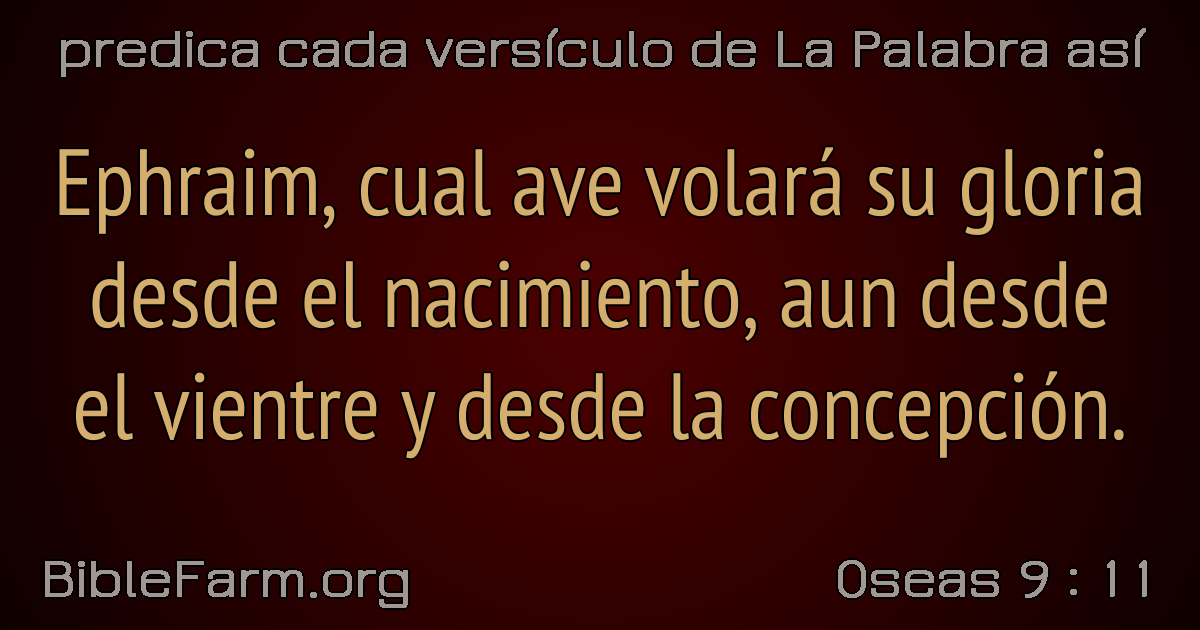 predica cada versículo de La Palabra así
Ephraim, cual ave volará su gloria
desde el nacimiento, aun desde
el vientre y desde la concepción.
BibleFarm.org
Oseas 9 : 11